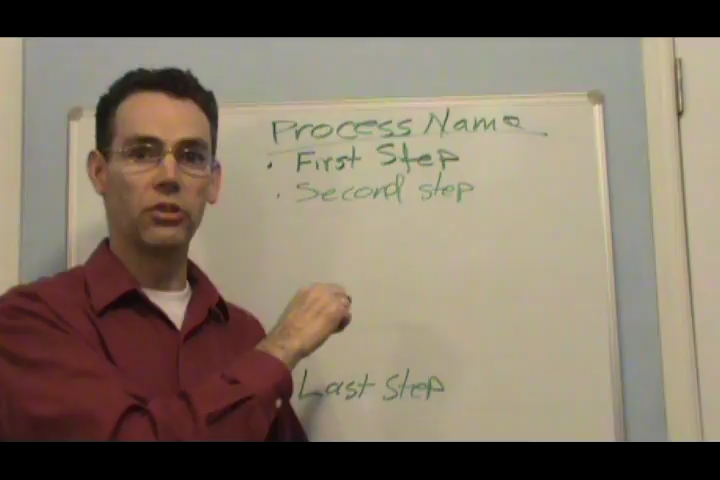 Process Name
· First Step
· Second step
Last Step